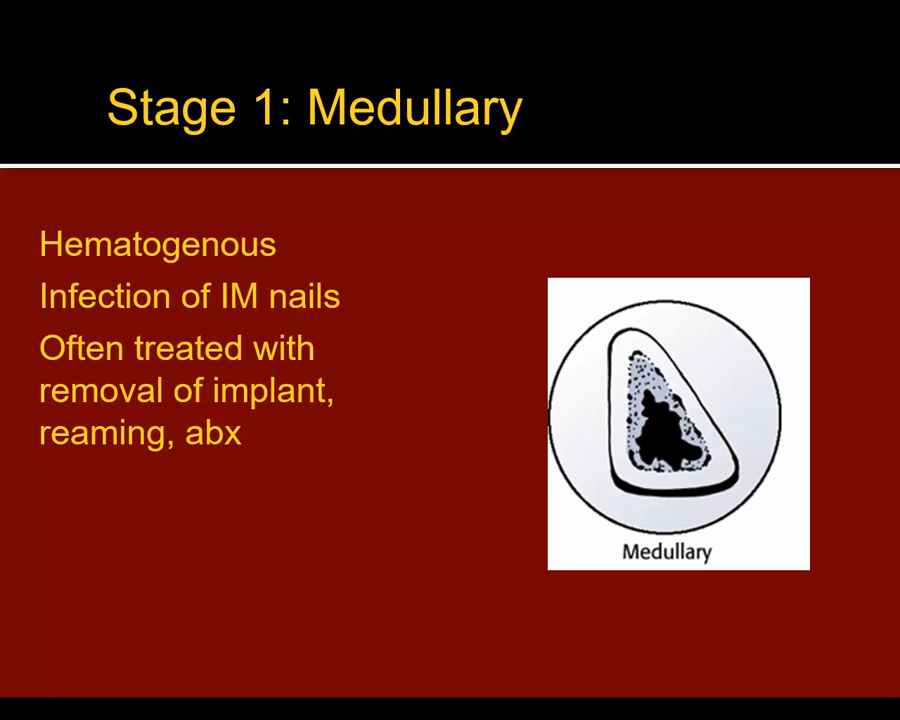 Stage 1: Medullary
Hematogenous
Infection of IM nails
Often treated with
removal of implant,
reaming, abx
Medullary